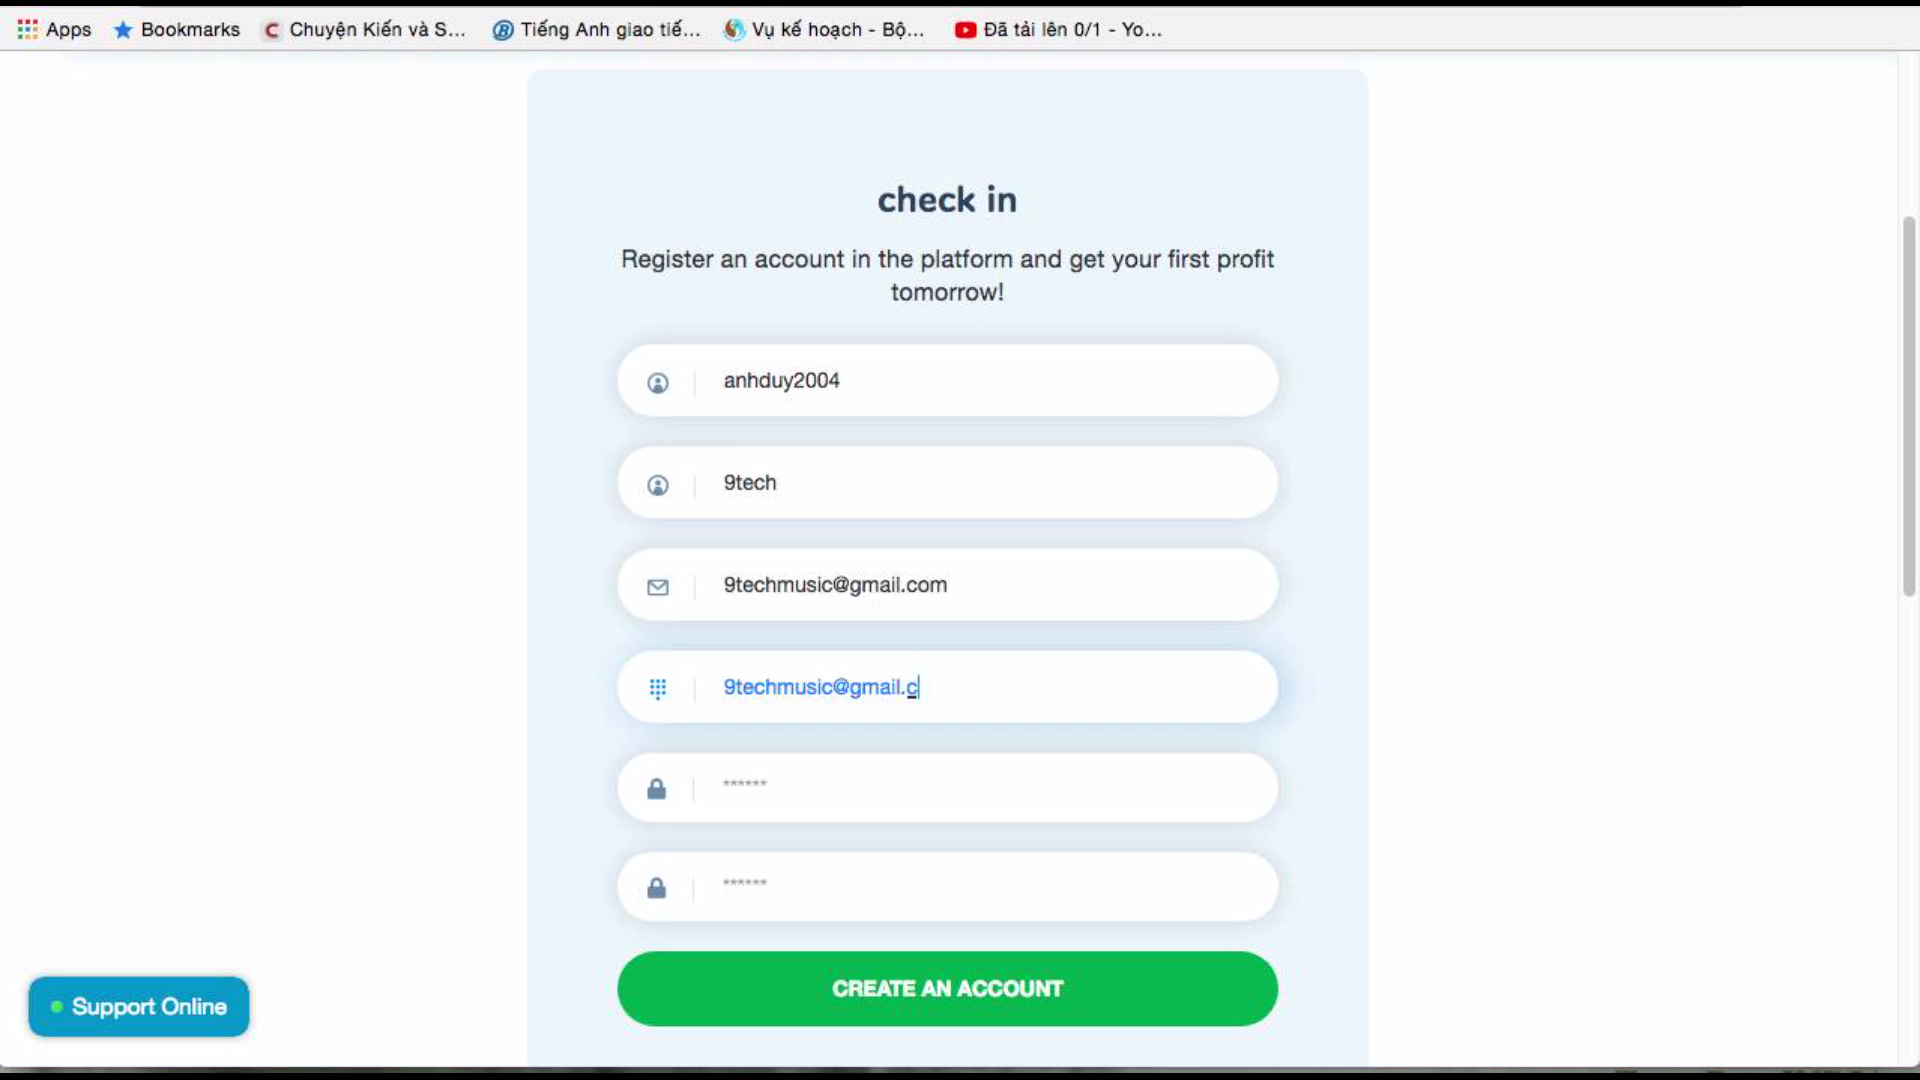 Apps Bookmarks Chuyện Kiến và S... Tiếng Anh giao tiế... Vụ kế hoạch - Bộ... Đã tải lên 0/1 - Yo...
check in
Register an account in the platform and get your first profit
tomorrow!
anhduy2004
9tech
9techmusic@gmail.com
9techmusic@gmail.c
******
******
CREATE AN ACCOUNT
Support Online